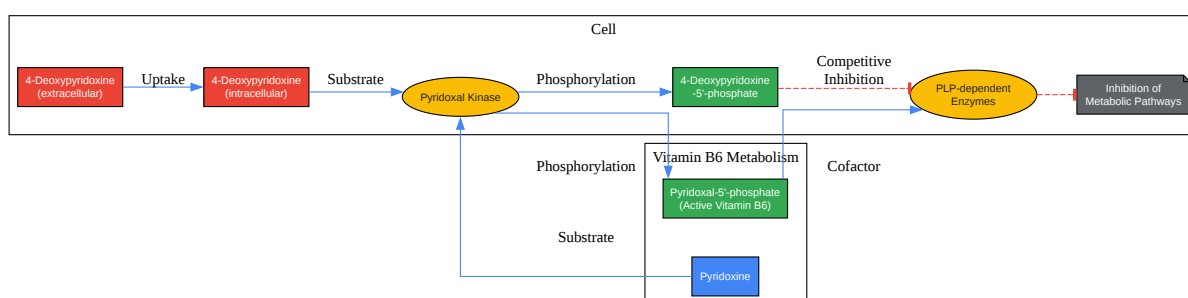 Cell
4-Deoxypyridoxine
(extracellular)
Uptake
4-Deoxypyridoxine
(intracellular)
Substrate
Pyridoxal Kinase
Phosphorylation
4-Deoxypyridoxine
-5'-phosphate
Competitive
Inhibition
PLP-dependent
Enzymes
Inhibition of
Metabolic Pathways
Phosphorylation
Vitamin B6 Metabolism
Cofactor
Pyridoxal-5'-phosphate
(Active Vitamin B6)
Substrate
Pyridoxine